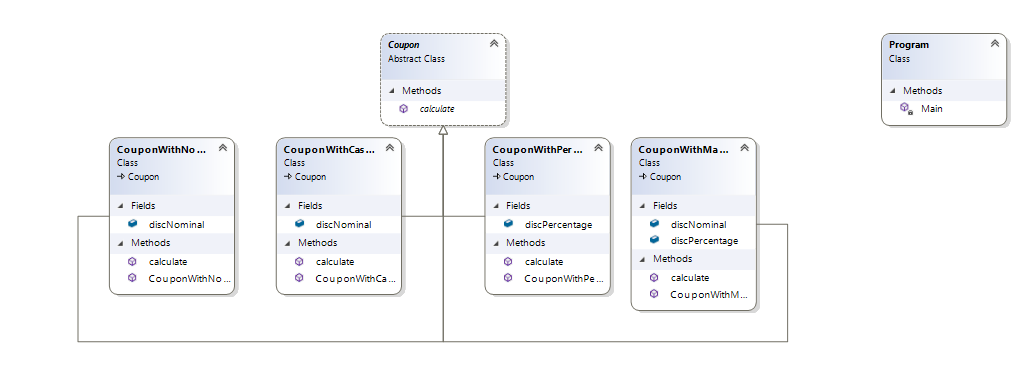 Coupon
Abstract Class
Methods
calculate
Program
Class
Methods
Main
CouponWithNo...
Class
Coupon
Fields
discNominal
Methods
calculate
CouponWithNo...
CouponWithCas...
Class
Coupon
Fields
discNominal
Methods
calculate
CouponWithCa...
CouponWithPer...
Class
Coupon
Fields
discPercentage
Methods
calculate
CouponWithPe...
CouponWithMa...
Class
Coupon
Fields
discNominal
discPercentage
Methods
calculate
CouponWithM...